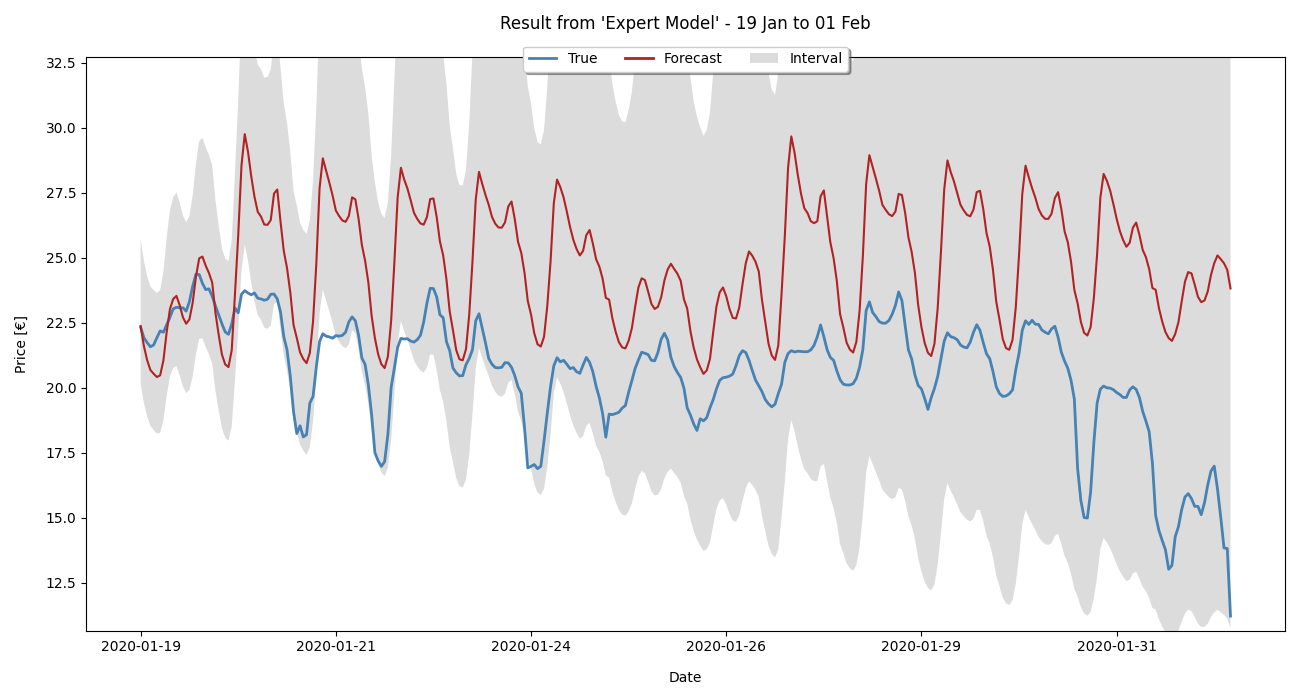 Result from 'Expert Model' - 19 Jan to 01 Feb
True Forecast Interval
Price [€]
32.5
30.0
27.5
25.0
22.5
20.0
17.5
15.0
12.5
2020-01-19 2020-01-21 2020-01-24 2020-01-26 2020-01-29 2020-01-31
Date